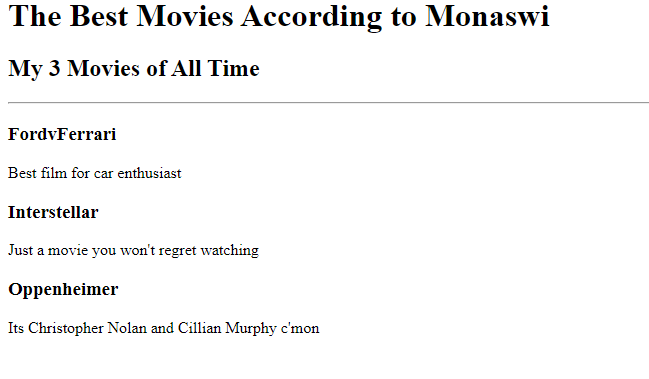 The Best Movies According to Monaswi
My 3 Movies of All Time
FordvFerrari
Best film for car enthusiast
Interstellar
Just a movie you won't regret watching
Oppenheimer
Its Christopher Nolan and Cillian Murphy c'mon